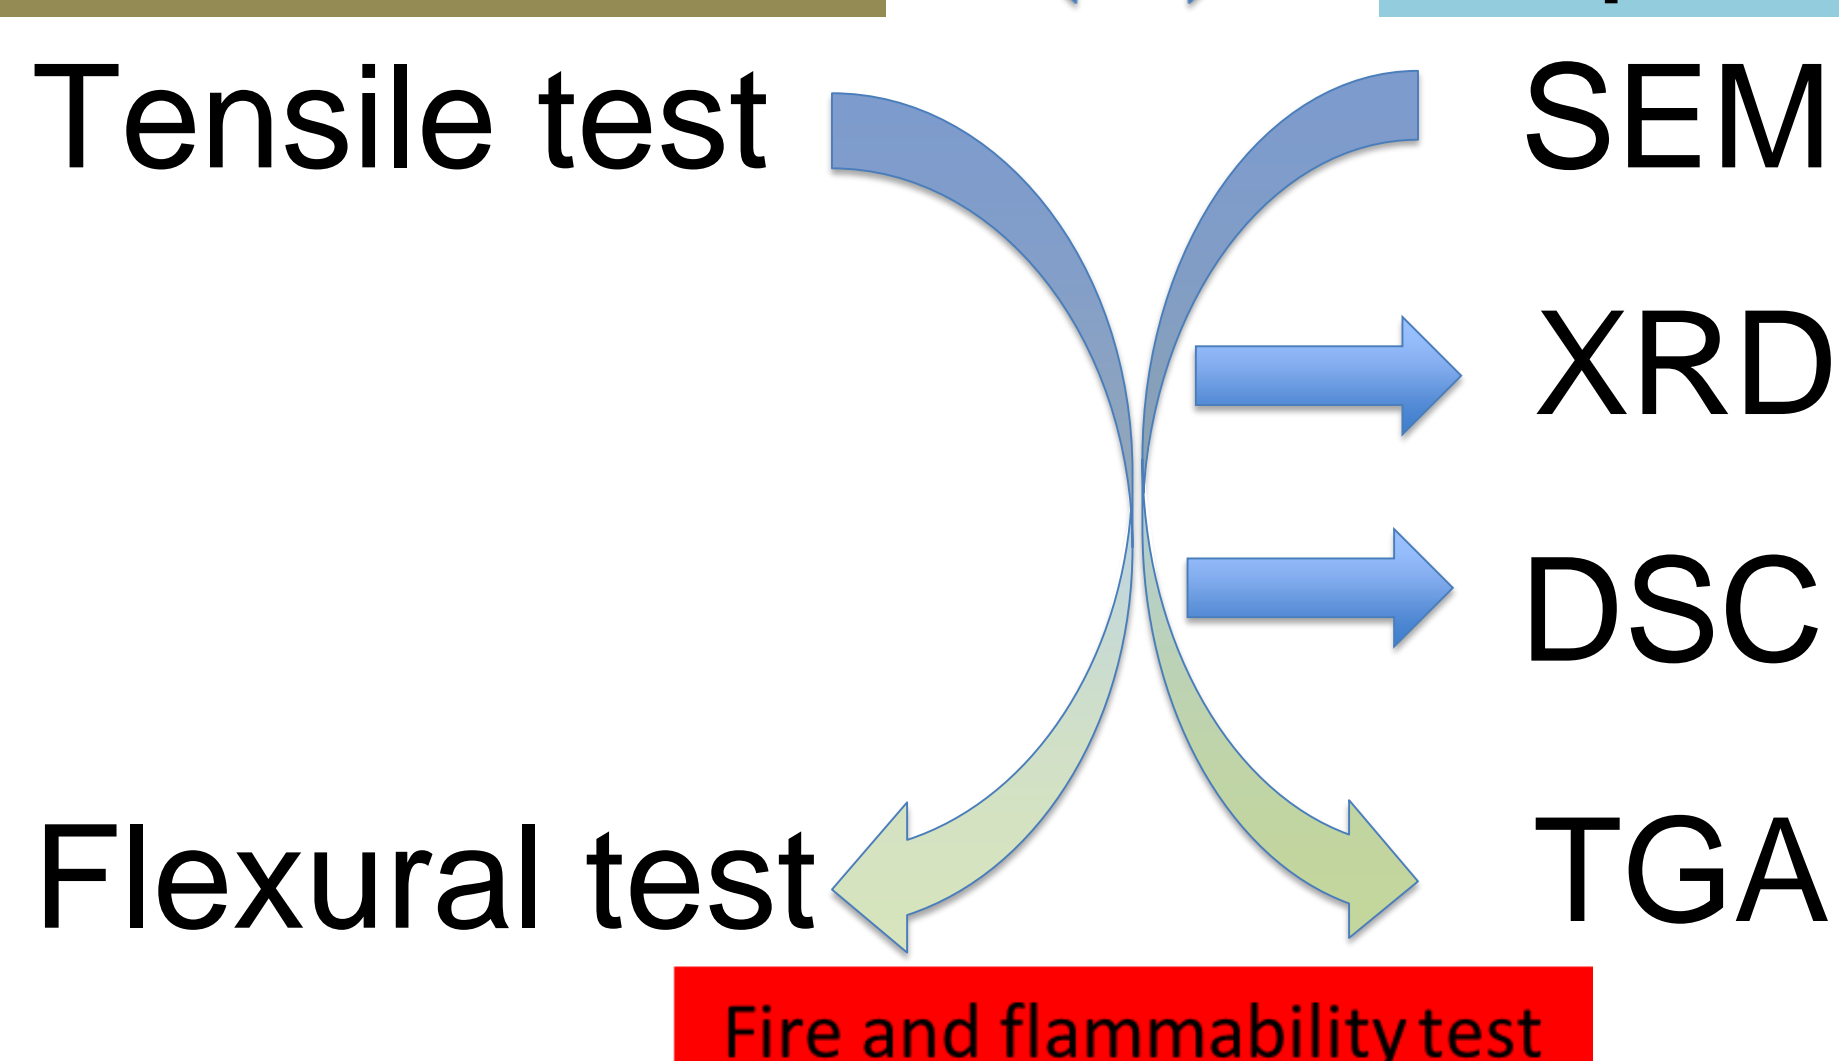 Tensile test
SEM
XRD
DSC
Flexural test
TGA
Fire and flammability test